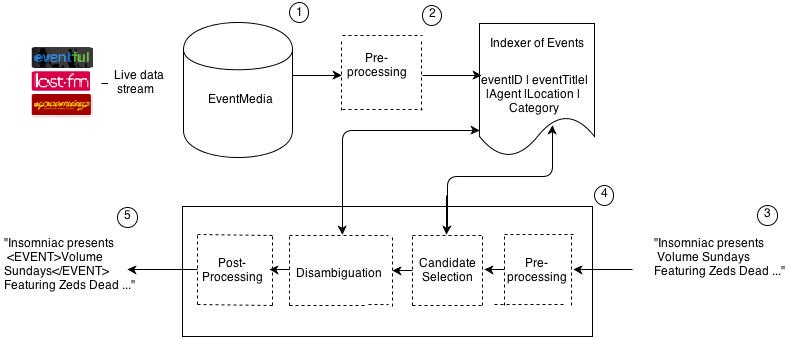 1
2
eventful
last.fm
Live data
stream
EventMedia
Pre-
processing
Indexer of Events
eventID | eventTitlel
|Agent |Location |
Category
5
4
3
"Insomniac presents
<EVENT>Volume
Sundays</EVENT>
Featuring Zeds Dead ..."
Post-
Processing
Disambiguation
Candidate
Selection
Pre-
processing
"Insomniac presents
Volume Sundays
Featuring Zeds Dead ..."